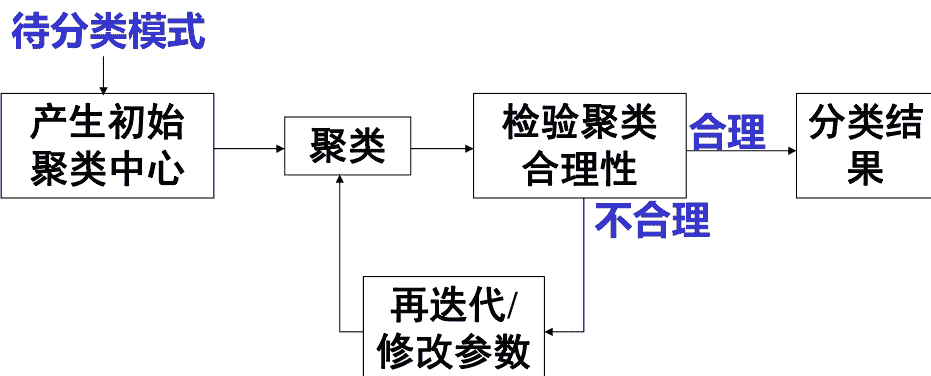 待分类模式
产生初始
聚类中心
聚类
检验聚类
合理性
合理
分类结
果
不合理
再迭代/
修改参数